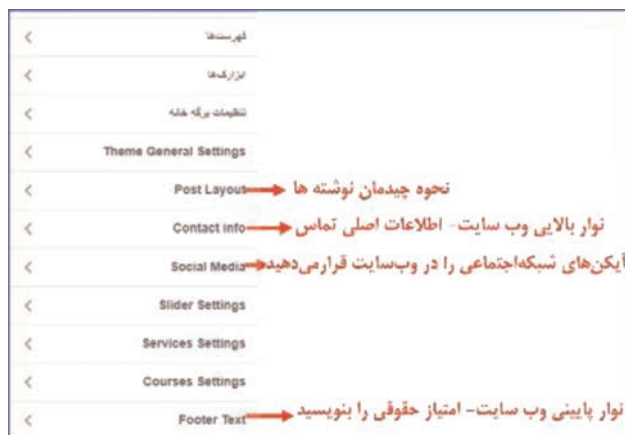 فهرست‌ها
ابزارک‌ها
تنظیمات برگه خانه
Theme General Settings
Post Layout نحوه چیدمان نوشته ها
Contact info نوار بالایی وب سایت- اطلاعات اصلی تماس
Social Media آیکن‌های شبکه‌اجتماعی را در وب‌سایت قرارمی‌دهید
Slider Settings
Services Settings
Courses Settings
Footer Text نوار پایینی وب سایت- امتیاز حقوقی را بنویسید